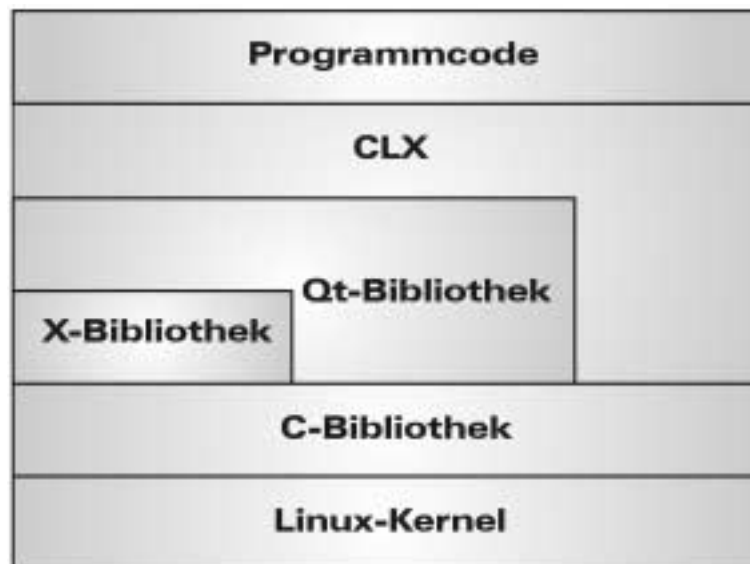 Programmcode
CLX
Qt-Bibliothek
X-Bibliothek
C-Bibliothek
Linux-Kernel